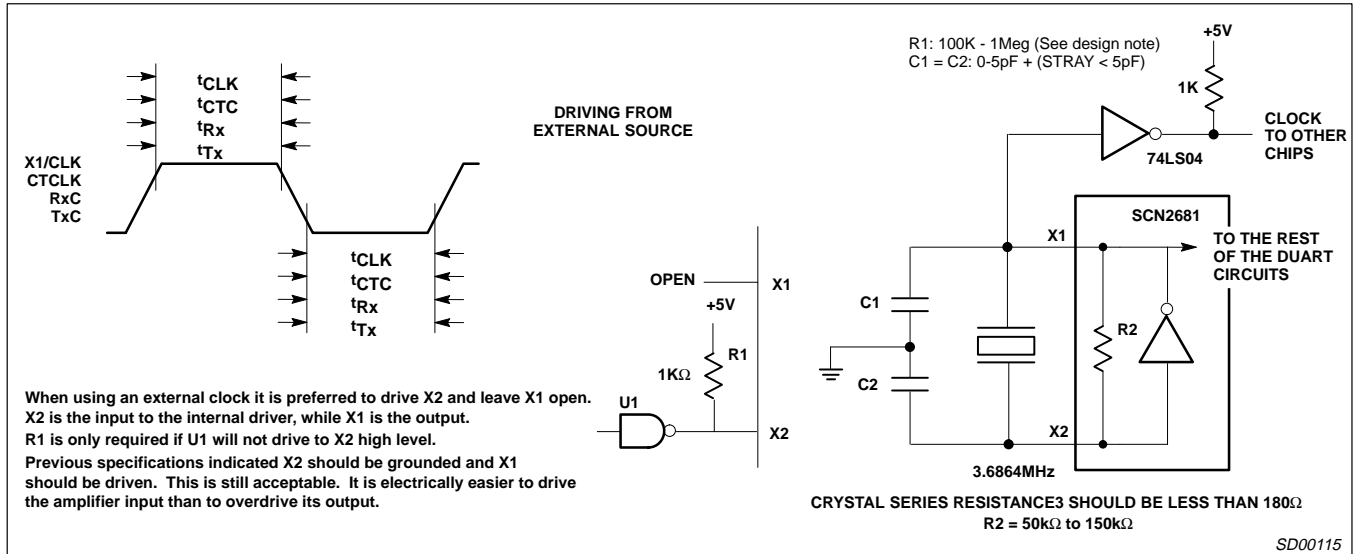 tCLK
tCTC
tRx
tTx
X1/CLK
CTCLK
RxC
TxC
tCLK
tCTC
tRx
tTx
When using an external clock it is preferred to drive X2 and leave X1 open.
X2 is the input to the internal driver, while X1 is the output.
R1 is only required if U1 will not drive to X2 high level.
Previous specifications indicated X2 should be grounded and X1
should be driven. This is still acceptable. It is electrically easier to drive
the amplifier input than to overdrive its output.
DRIVING FROM
EXTERNAL SOURCE
OPEN
X1
+5V
R1
1KΩ
U1
X2
R1: 100K - 1Meg (See design note)
C1 = C2: 0-5pF + (STRAY < 5pF)
+5V
1K
74LS04
CLOCK
TO OTHER
CHIPS
SCN2681
X1
TO THE REST
OF THE DUART
CIRCUITS
C1
R2
C2
X2
3.6864MHz
CRYSTAL SERIES RESISTANCE3 SHOULD BE LESS THAN 180Ω
R2 = 50kΩ to 150kΩ
SD00115